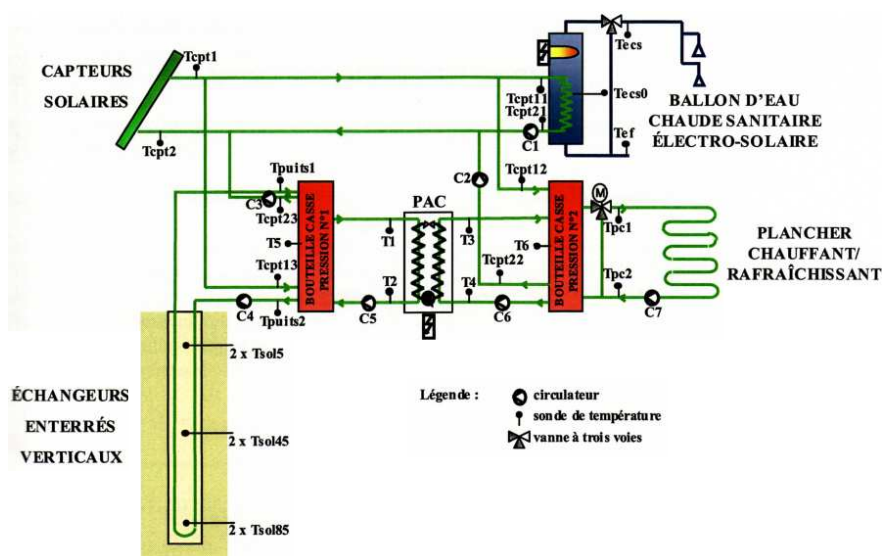 Tcpt1
CAPTEURS
SOLAIRES
Tcpt2
Tecs
Tcpt11
Tecs0
Tcpt21
Tef
C1
BALLON D'EAU
CHAUDE SANITAIRE
ÉLECTRO-SOLAIRE
Tpuits1
C3
Tcpt23
T5
Tcpt13
C4
Tpuits2
BOUTEILLE CASSE
PRESSION N°1
PAC
T1
T2
C5
T3
T4
C6
C2
Tcpt12
T6
Tcpt22
BOUTEILLE CASSE
PRESSION N°2
M
Tpc1
Tpc2
C7
PLANCHER
CHAUFFANT/
RAFRAÎCHISSANT
2 x Tsol5
2 x Tsol45
2 x Tsol85
ÉCHANGEURS
ENTERRÉS
VERTICAUX
Légende :
circulateur
sonde de température
vanne à trois voies